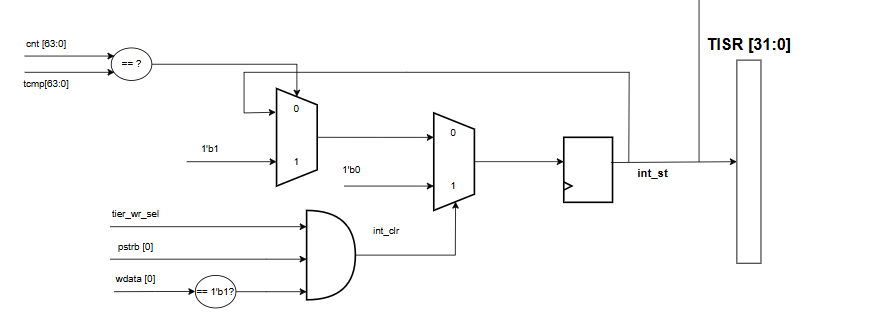 TISR [31:0]
cnt [63:0]
== ?
tcmp[63:0]
0
0
1'b1
1
1'b0
1
int_st
tier_wr_sel
int_clr
pstrb [0]
wdata [0]
== 1'b1?